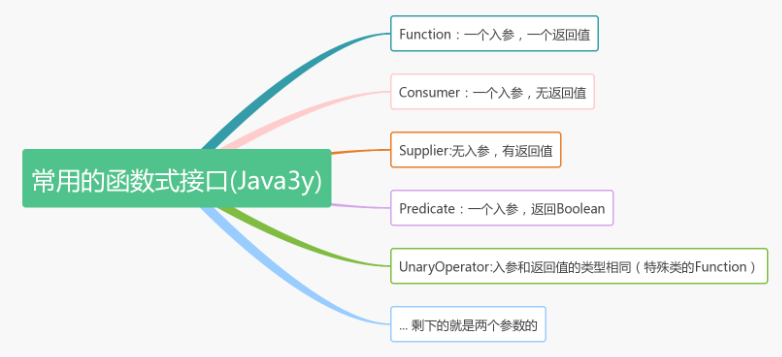 常用的函数式接口(Java3y)
Function：一个入参，一个返回值
Consumer：一个入参，无返回值
Supplier:无入参，有返回值
Predicate：一个入参，返回Boolean
UnaryOperator:入参和返回值的类型相同（特殊类的Function）
... 剩下的就是两个参数的